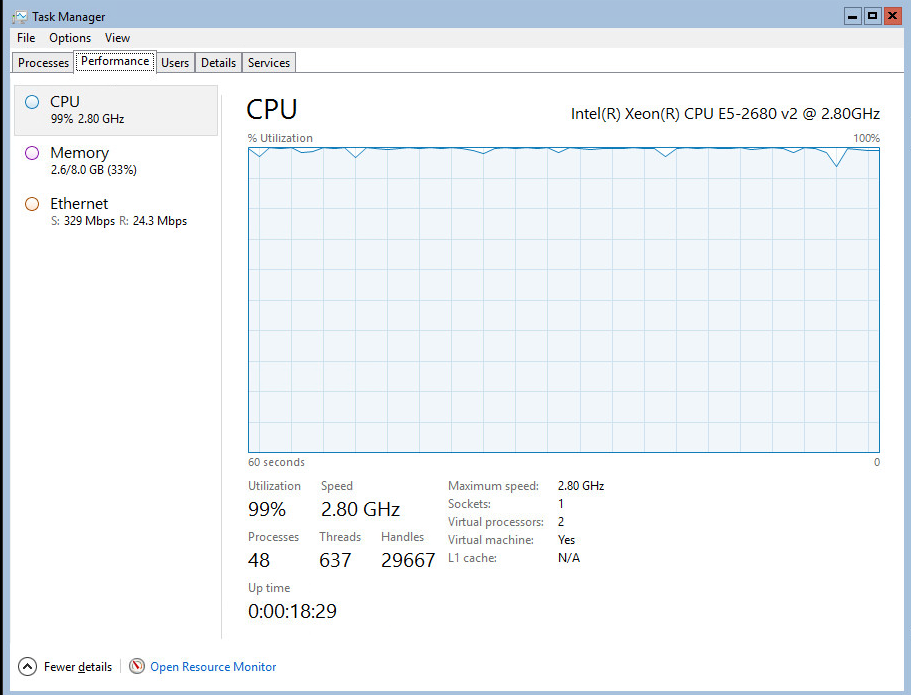 Task Manager
File Options View
Processes Performance Users Details Services
CPU
99% 2.80 GHz
Memory
2.6/8.0 GB (33%)
Ethernet
S: 329 Mbps R: 24.3 Mbps
CPU
Intel(R) Xeon(R) CPU E5-2680 v2 @ 2.80GHz
% Utilization 100%
60 seconds 0
Utilization Speed
99% 2.80 GHz
Processes Threads Handles
48 637 29667
Up time
0:00:18:29
Maximum speed: 2.80 GHz
Sockets: 1
Virtual processors: 2
Virtual machine: Yes
L1 cache: N/A
Fewer details Open Resource Monitor